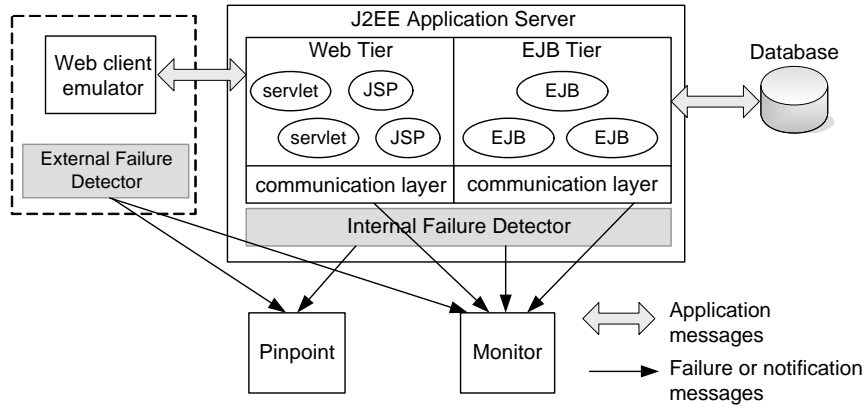 J2EE Application Server
Web client
emulator
External Failure
Detector
Web Tier
servlet
JSP
servlet
JSP
communication layer
EJB Tier
EJB
EJB
EJB
communication layer
Internal Failure Detector
Database
Pinpoint
Monitor
Application
messages
Failure or notification
messages